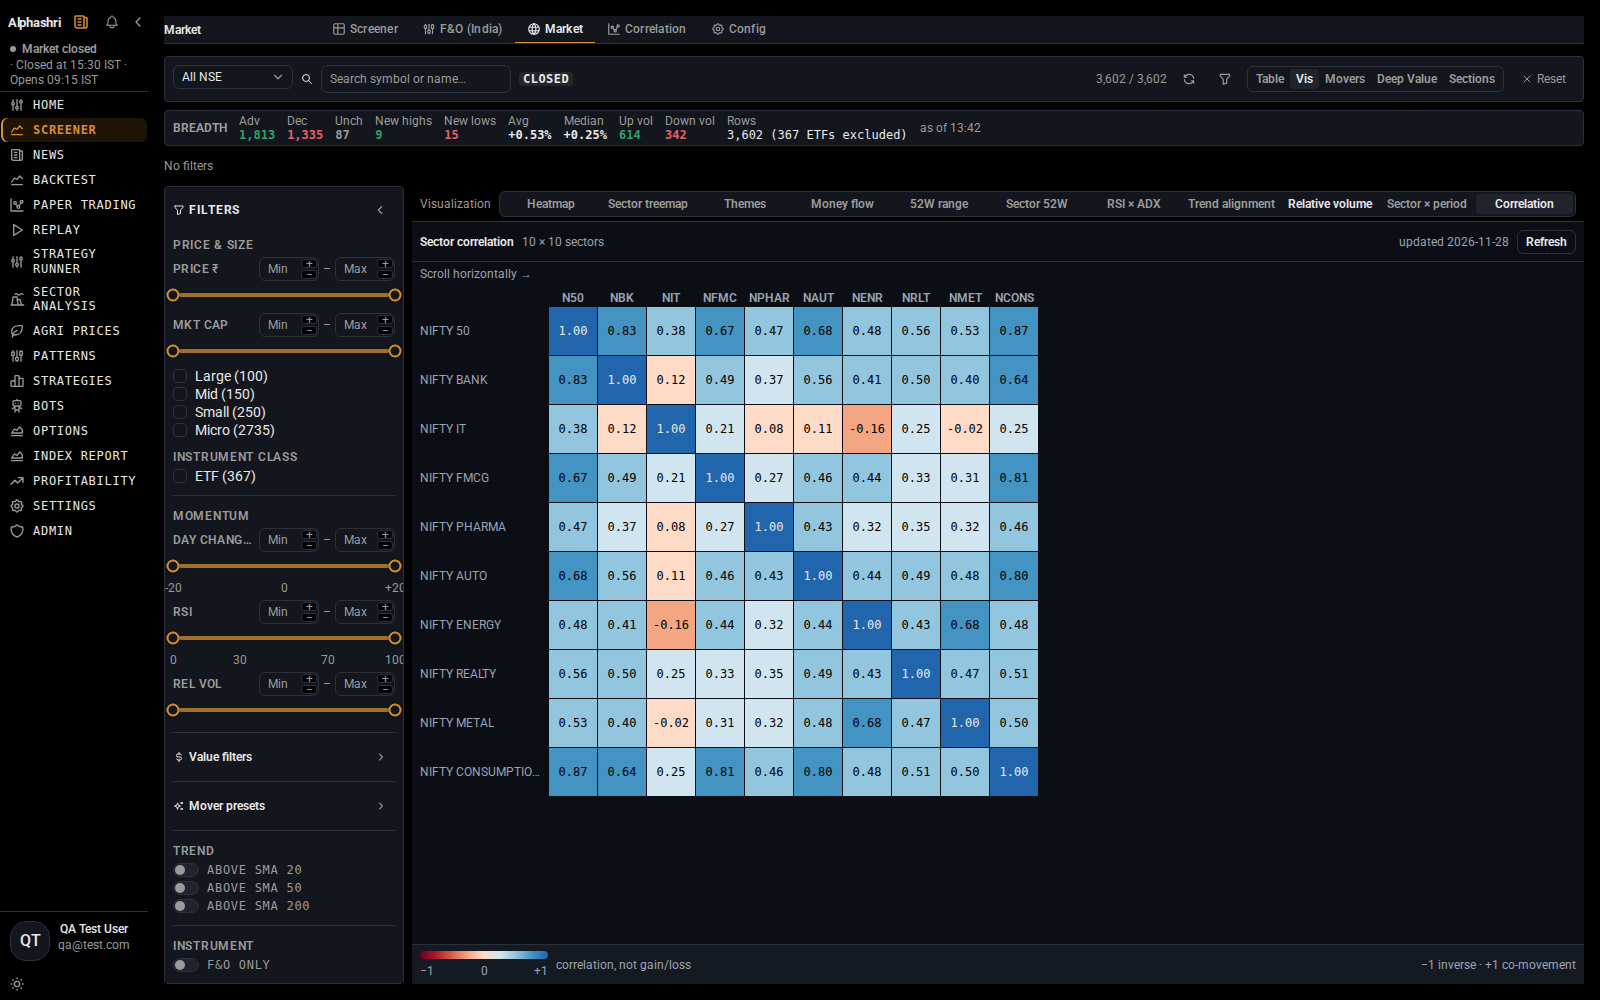 Alphashri
Market closed
· Closed at 15:30 IST ·
Opens 09:15 IST
HOME
SCREENER
NEWS
BACKTEST
PAPER TRADING
REPLAY
STRATEGY
RUNNER
SECTOR
ANALYSIS
AGRI PRICES
PATTERNS
STRATEGIES
BOTS
OPTIONS
INDEX REPORT
PROFITABILITY
SETTINGS
ADMIN
QT
QA Test User
qa@test.com
Market
Screener
F&O (India)
Market
Correlation
Config
All NSE
Search symbol or name...
CLOSED
3,602 / 3,602
Table Vis Movers Deep Value Sections
Reset
BREADTH
Adv Dec Unch New highs New lows Avg Median Up vol Down vol Rows
1,813 1,335 87 9 15 +0.53% +0.25% 614 342 3,602 (367 ETFs excluded)
as of 13:42
No filters
FILTERS
PRICE & SIZE
PRICE ₹ Min + − – Max + −
MKT CAP Min + − – Max + −
Large (100)
Mid (150)
Small (250)
Micro (2735)
INSTRUMENT CLASS
ETF (367)
MOMENTUM
DAY CHANG... Min + − – Max + −
-20 0 +20
RSI Min + − – Max + −
0 30 70 100
REL VOL Min + − – Max + −
$ Value filters
Mover presets
TREND
ABOVE SMA 20
ABOVE SMA 50
ABOVE SMA 200
INSTRUMENT
F&O ONLY
Visualization Heatmap Sector treemap Themes Money flow 52W range Sector 52W RSI × ADX Trend alignment Relative volume Sector × period Correlation
Sector correlation 10 × 10 sectors updated 2026-11-28 Refresh
Scroll horizontally →
N50 NBK NIT NFMC NPHAR NAUT NENR NRLT NMET NCONS
NIFTY 50 1.00 0.83 0.38 0.67 0.47 0.68 0.48 0.56 0.53 0.87
NIFTY BANK 0.83 1.00 0.12 0.49 0.37 0.56 0.41 0.50 0.40 0.64
NIFTY IT 0.38 0.12 1.00 0.21 0.08 0.11 -0.16 0.25 -0.02 0.25
NIFTY FMCG 0.67 0.49 0.21 1.00 0.27 0.46 0.44 0.33 0.31 0.81
NIFTY PHARMA 0.47 0.37 0.08 0.27 1.00 0.43 0.32 0.35 0.32 0.46
NIFTY AUTO 0.68 0.56 0.11 0.46 0.43 1.00 0.44 0.49 0.48 0.80
NIFTY ENERGY 0.48 0.41 -0.16 0.44 0.32 0.44 1.00 0.43 0.68 0.48
NIFTY REALTY 0.56 0.50 0.25 0.33 0.35 0.49 0.43 1.00 0.47 0.51
NIFTY METAL 0.53 0.40 -0.02 0.31 0.32 0.48 0.68 0.47 1.00 0.50
NIFTY CONSUMPTIO... 0.87 0.64 0.25 0.81 0.46 0.80 0.48 0.51 0.50 1.00
−1 0 +1 correlation, not gain/loss
−1 inverse · +1 co-movement